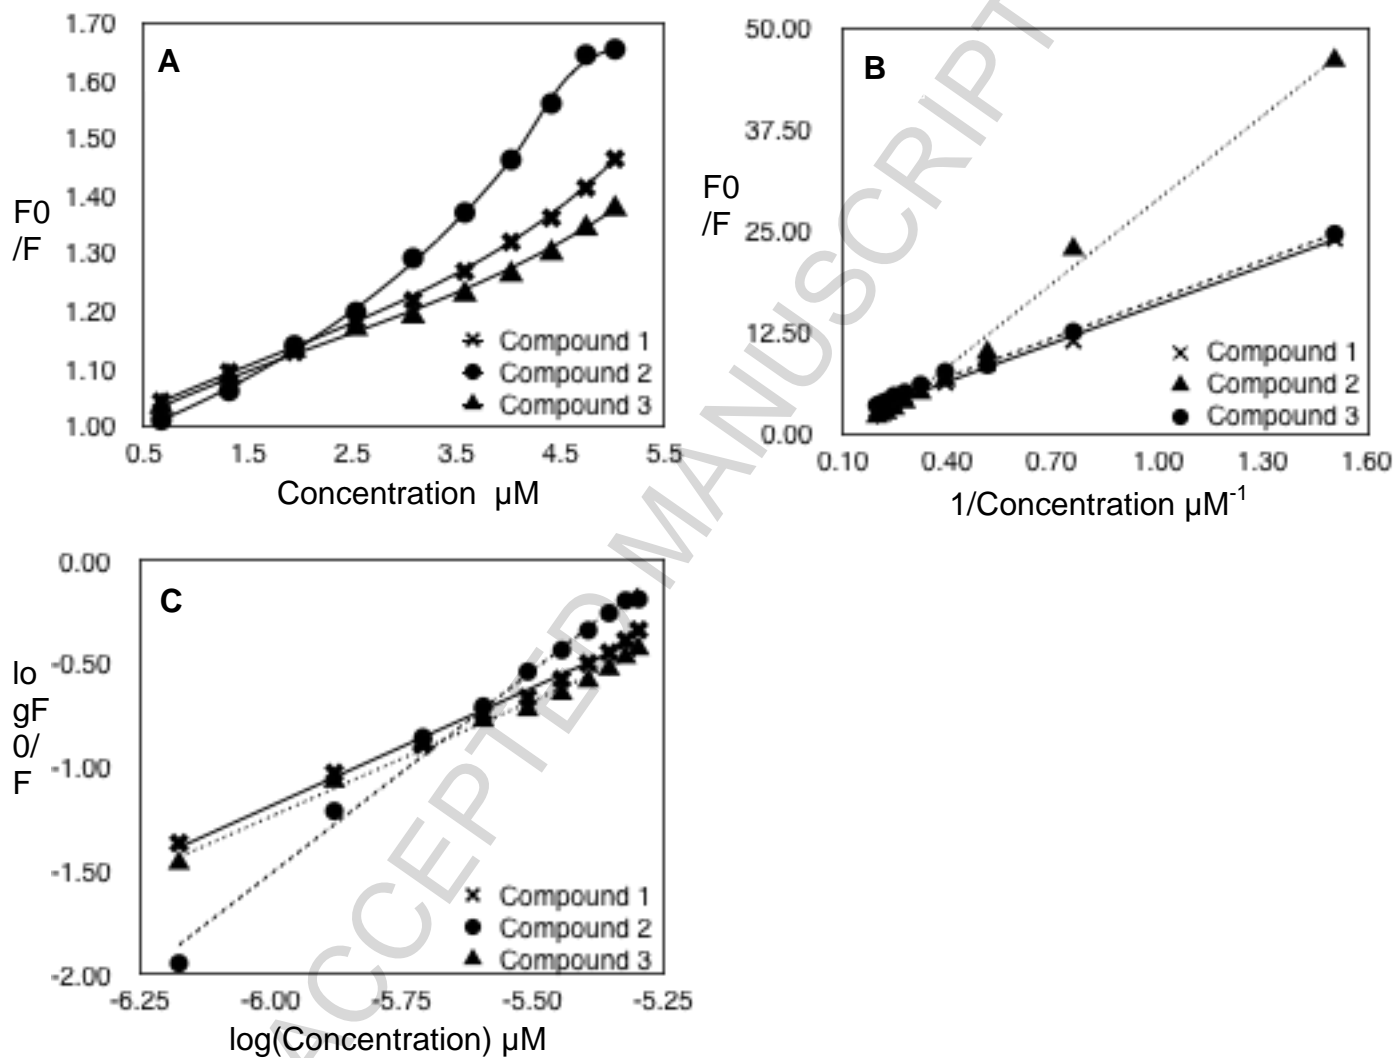 A
1.70
1.60
1.50
1.40
1.30
1.20
1.10
1.00
F0
/F
Compound 1
Compound 2
Compound 3
0.5 1.5 2.5 3.5 4.5 5.5
Concentration µM
B
50.00
37.50
25.00
12.50
0.00
F0
/F
Compound 1
Compound 2
Compound 3
0.10 0.40 0.70 1.00 1.30 1.60
1/Concentration µM-1
C
0.00
-0.50
-1.00
-1.50
-2.00
lo
gF
0/
F
Compound 1
Compound 2
Compound 3
-6.25 -6.00 -5.75 -5.50 -5.25
log(Concentration) µM
ACCEPTED MANUSCRIPT